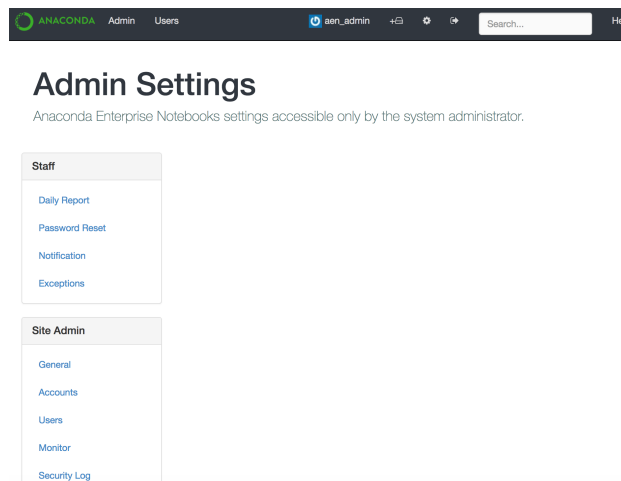 ANACONDA Admin Users aen_admin Search...
Admin Settings
Anaconda Enterprise Notebooks settings accessible only by the system administrator.
Staff
Daily Report
Password Reset
Notification
Exceptions
Site Admin
General
Accounts
Users
Monitor
Security Log